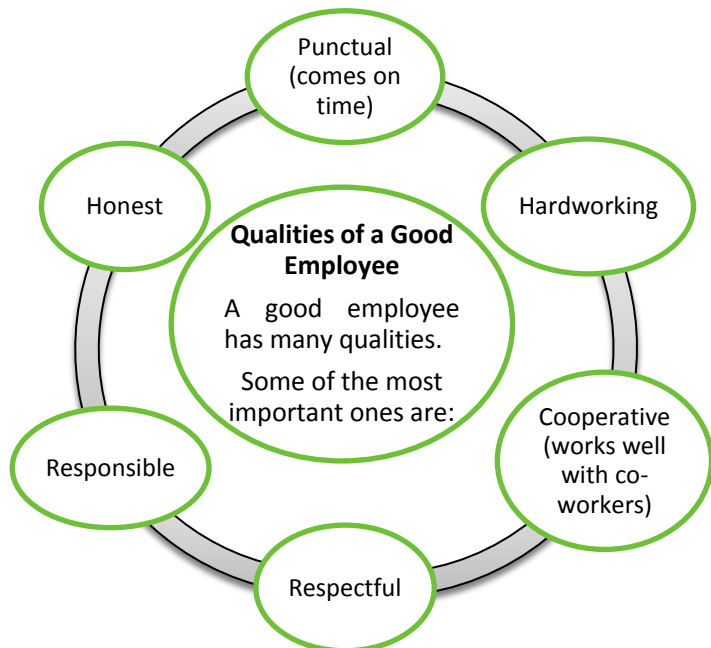 Punctual
(comes on
time)
Hardworking
Cooperative
(works well
with co-
workers)
Respectful
Responsible
Honest
Qualities of a Good
Employee
A good employee
has many qualities.
Some of the most
important ones are: